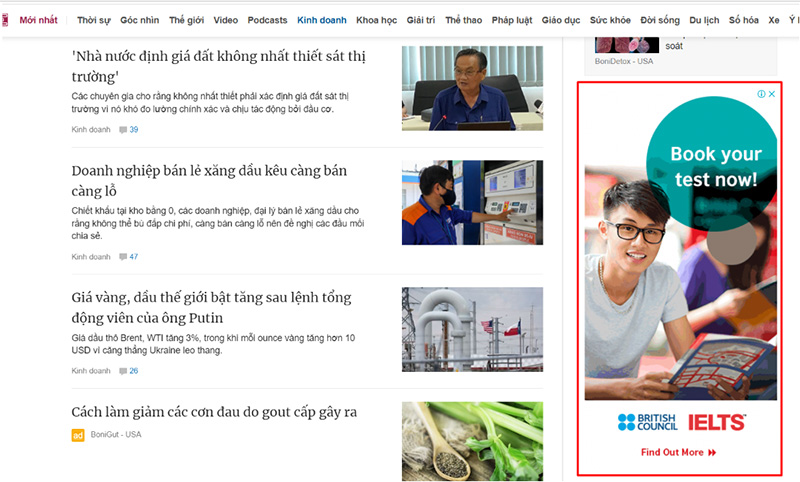 Mới nhất Thời sự Góc nhìn Thế giới Video Podcasts Kinh doanh Khoa học Giải trí Thể thao Pháp luật Giáo dục Sức khỏe Đời sống Du lịch Số hóa Xe Ý
'Nhà nước định giá đất không nhất thiết sát thị
trường'
Các chuyên gia cho rằng không nhất thiết phải xác định giá đất sát thị
trường vì nó khó đo lường chính xác và chịu tác động bởi đầu cơ.
Kinh doanh 39
Doanh nghiệp bán lẻ xăng dầu kêu càng bán
càng lỗ
Chiết khấu tại kho bằng 0, các doanh nghiệp, đại lý bán lẻ xăng dầu cho
rằng không thể bù đắp chi phí, càng bán càng lỗ nên đề nghị các đầu mối
chia sẻ.
Kinh doanh 47
Giá vàng, dầu thế giới bật tăng sau lệnh tổng
động viên của ông Putin
Giá dầu thô Brent, WTI tăng 3%, trong khi mỗi ounce vàng tăng hơn 10
USD vì căng thẳng Ukraine leo thang.
Kinh doanh 26
Cách làm giảm các cơn đau do gout cấp gây ra
ad BoniGut - USA
soát
BoniDetox - USA
Book your
test now!
BRITISH
COUNCIL
IELTS
Find Out More